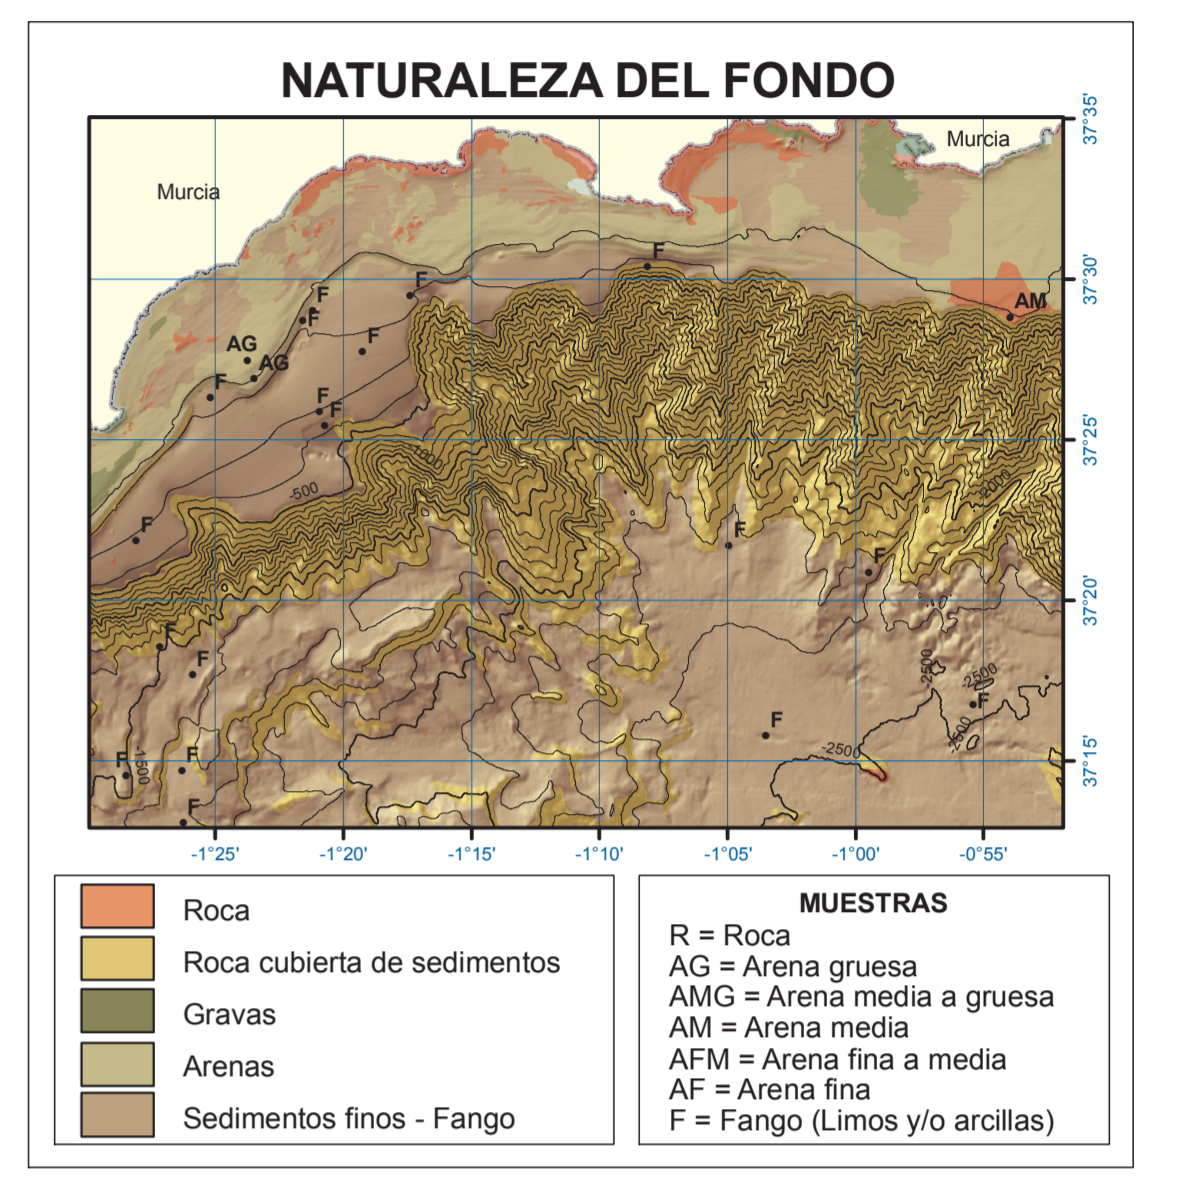 NATURALEZA DEL FONDO
37°35'
Murcia
Murcia
F
37°30'
F
F
AM
F
F
AG
AG
F
F
F
37°25'
-1000
-2000
-500
F
F
F
37°20'
F
F
-2500
-2500
F
F
-2500
-2500
F
F
-1500
37°15'
F
-1°25'
-1°20'
-1°15'
-1°10'
-1°05'
-1°00'
-0°55'
Roca
Roca cubierta de sedimentos
Gravas
Arenas
Sedimentos finos - Fango
MUESTRAS
R = Roca
AG = Arena gruesa
AMG = Arena media a gruesa
AM = Arena media
AFM = Arena fina a media
AF = Arena fina
F = Fango (Limos y/o arcillas)